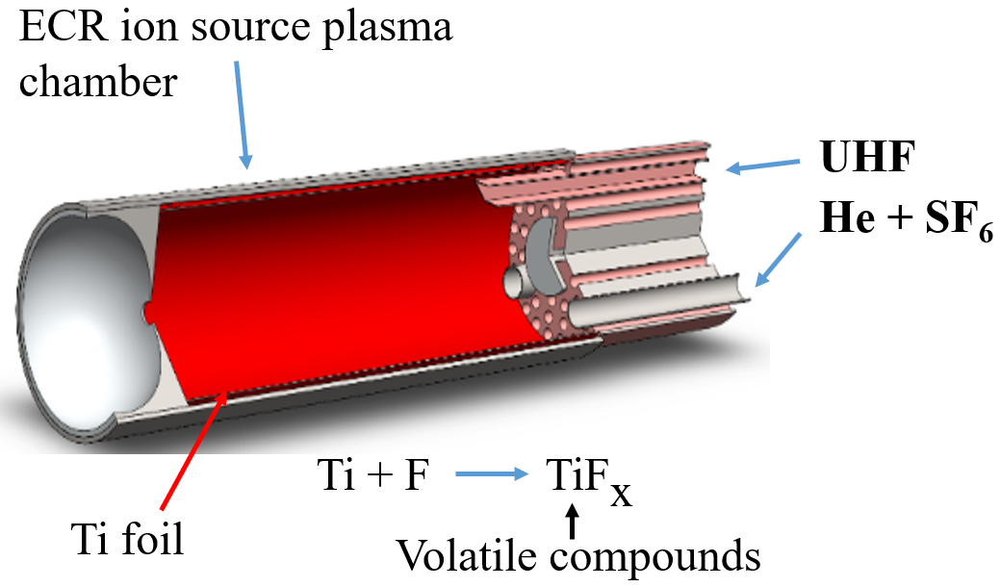 ECR ion source plasma
chamber
UHF
He + SF₆
Ti + F → TiFₓ
Ti foil
Volatile compounds